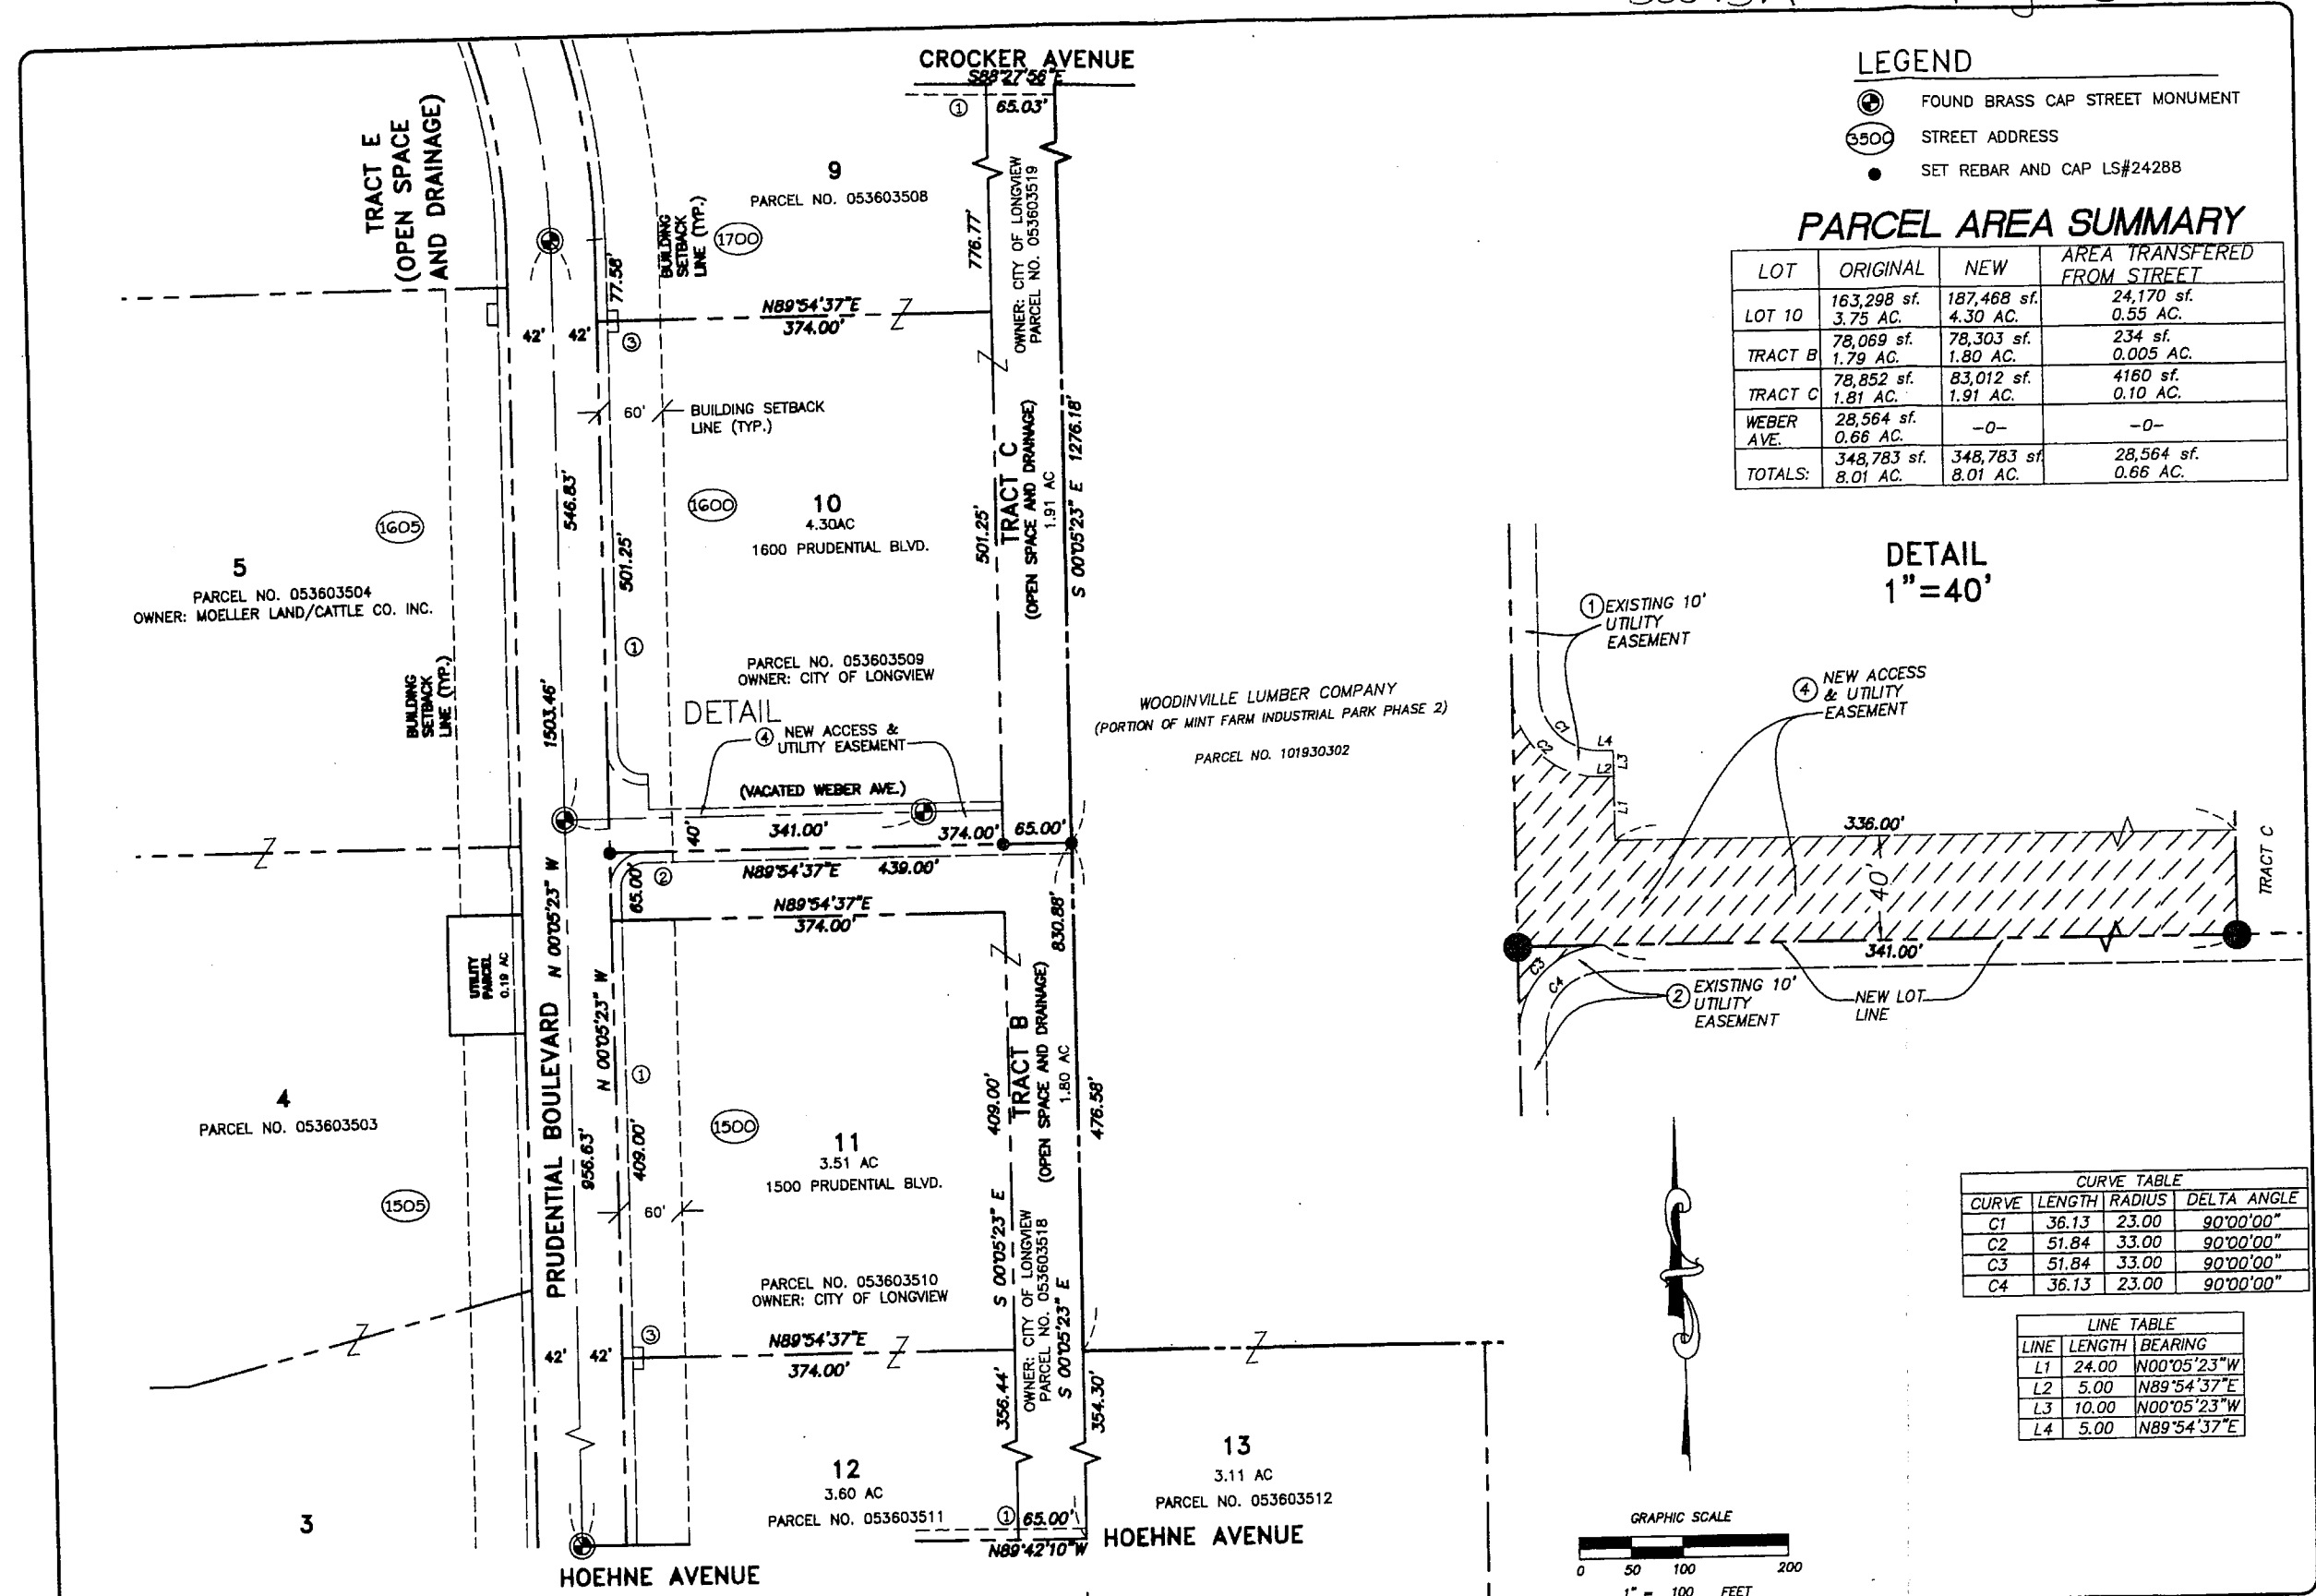 CROCKER AVENUE
S88°27'56"E
① 65.03'
TRACT E
(OPEN SPACE
AND DRAINAGE)
9
PARCEL NO. 053603508
1700
BUILDING
SETBACK
LINE (TYP.)
77.58'
776.77'
OWNER: CITY OF LONGVIEW
PARCEL NO. 053603519
N89°54'37"E
374.00'
42' 42'
③
60'
BUILDING SETBACK
LINE (TYP.)
546.83'
501.25'
1600
10
4.30AC
1600 PRUDENTIAL BLVD.
501.25'
TRACT C
(OPEN SPACE AND DRAINAGE)
1.91 AC
S 00°05'23" E 1276.18'
1605
5
PARCEL NO. 053603504
OWNER: MOELLER LAND/CATTLE CO. INC.
①
PARCEL NO. 053603509
OWNER: CITY OF LONGVIEW
BUILDING
SETBACK
LINE (TYP.)
1503.46'
DETAIL
④ NEW ACCESS &
UTILITY EASEMENT
(VACATED WEBER AVE.)
WOODINVILLE LUMBER COMPANY
(PORTION OF MINT FARM INDUSTRIAL PARK PHASE 2)
PARCEL NO. 101930302
40'
341.00'
374.00' 65.00'
②
N89°54'37"E 439.00'
65.00'
N89°54'37"E
374.00'
830.88'
UTILITY
PARCEL
0.19 AC
PRUDENTIAL BOULEVARD N 00°05'23" W
N 00°05'23" W
①
956.63'
409.00'
4
PARCEL NO. 053603503
1505
1500
11
3.51 AC
1500 PRUDENTIAL BLVD.
60'
PARCEL NO. 053603510
OWNER: CITY OF LONGVIEW
S 00°05'23" E 409.00'
TRACT B
(OPEN SPACE AND DRAINAGE)
1.80 AC
OWNER: CITY OF LONGVIEW
PARCEL NO. 053603518
S 00°05'23" E
476.58'
③
42' 42'
N89°54'37"E
374.00'
356.44'
354.30'
12
3.60 AC
PARCEL NO. 053603511
13
3.11 AC
PARCEL NO. 053603512
3
① 65.00'
N89°42'10"W
HOEHNE AVENUE
HOEHNE AVENUE
LEGEND
FOUND BRASS CAP STREET MONUMENT
3500 STREET ADDRESS
SET REBAR AND CAP LS#24288
PARCEL AREA SUMMARY
LOT ORIGINAL NEW AREA TRANSFERED FROM STREET
LOT 10 163,298 sf. 187,468 sf. 24,170 sf.
3.75 AC. 4.30 AC. 0.55 AC.
TRACT B 78,069 sf. 78,303 sf. 234 sf.
1.79 AC. 1.80 AC. 0.005 AC.
TRACT C 78,852 sf. 83,012 sf. 4160 sf.
1.81 AC. 1.91 AC. 0.10 AC.
WEBER AVE. 28,564 sf. -0- -0-
0.66 AC.
TOTALS: 348,783 sf. 348,783 sf 28,564 sf.
8.01 AC. 8.01 AC. 0.66 AC.
DETAIL
1"=40'
① EXISTING 10'
UTILITY
EASEMENT
④ NEW ACCESS
& UTILITY
EASEMENT
C1
C2
L4
L3
L2
L1
336.00'
40'
TRACT C
341.00'
C3
C4
② EXISTING 10'
UTILITY
EASEMENT
NEW LOT
LINE
CURVE TABLE
CURVE LENGTH RADIUS DELTA ANGLE
C1 36.13 23.00 90°00'00"
C2 51.84 33.00 90°00'00"
C3 51.84 33.00 90°00'00"
C4 36.13 23.00 90°00'00"
LINE TABLE
LINE LENGTH BEARING
L1 24.00 N00°05'23"W
L2 5.00 N89°54'37"E
L3 10.00 N00°05'23"W
L4 5.00 N89°54'37"E
GRAPHIC SCALE
0 50 100 200
1" = 100 FEET